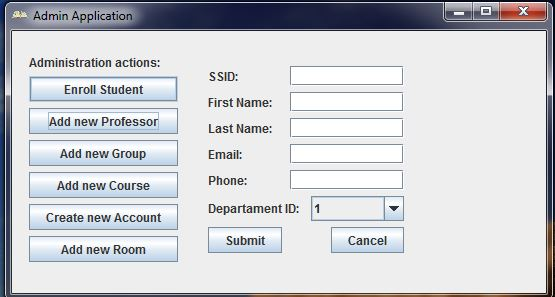 Admin Application
Administration actions:
Enroll Student
Add new Professor
Add new Group
Add new Course
Create new Account
Add new Room
SSID:
First Name:
Last Name:
Email:
Phone:
Departament ID: 1
Submit Cancel